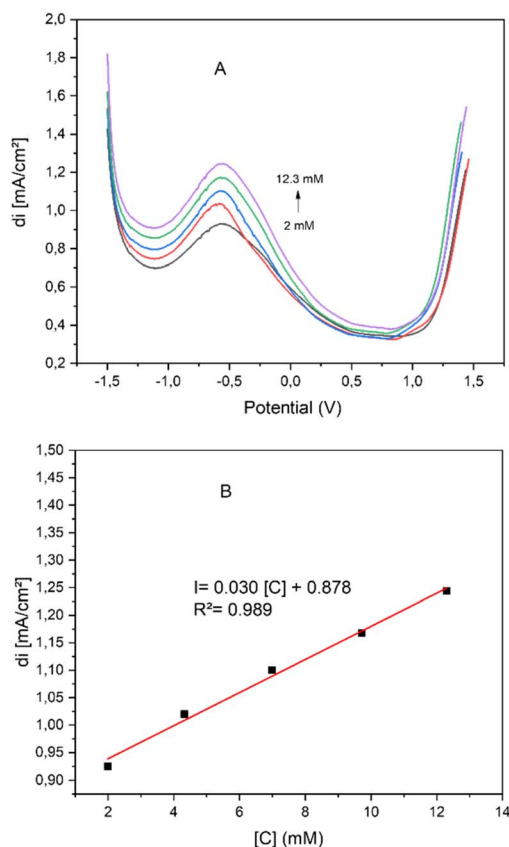 2,0
1,8
1,6
1,4
1,2
1,0
0,8
0,6
0,4
0,2
di [mA/cm²]
A
12.3 mM
2 mM
-1,5 -1,0 -0,5 0,0 0,5 1,0 1,5
Potential (V)
1,50
1,45
1,40
1,35
1,30
1,25
1,20
1,15
1,10
1,05
1,00
0,95
0,90
di [mA/cm²]
B
I= 0.030 [C] + 0.878
R²= 0.989
2 4 6 8 10 12 14
[C] (mM)